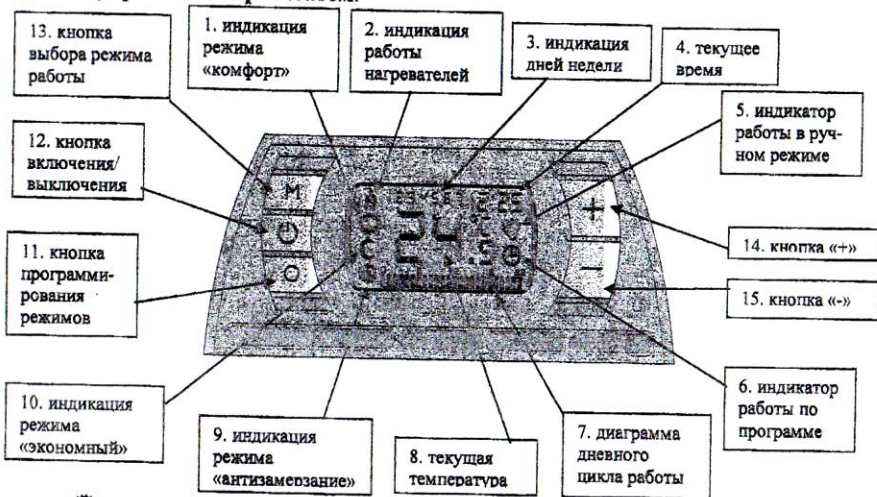 13. кнопка
выбора режима
работы
1. индикация
режима
«комфорт»
2. индикация
работы
нагревателей
3. индикация
дней недели
4. текущее
время
5. индикатор
работы в руч-
ном режиме
12. кнопка
включения/
выключения
M
+
11. кнопка
программи-
рования
режимов
-
14. кнопка «+»
15. кнопка «-»
10. индикация
режима
«экономный»
9. индикация
режима
«антизамерзание»
8. текущая
температура
7. диаграмма
дневного
цикла работы
6. индикатор
работы по
программе